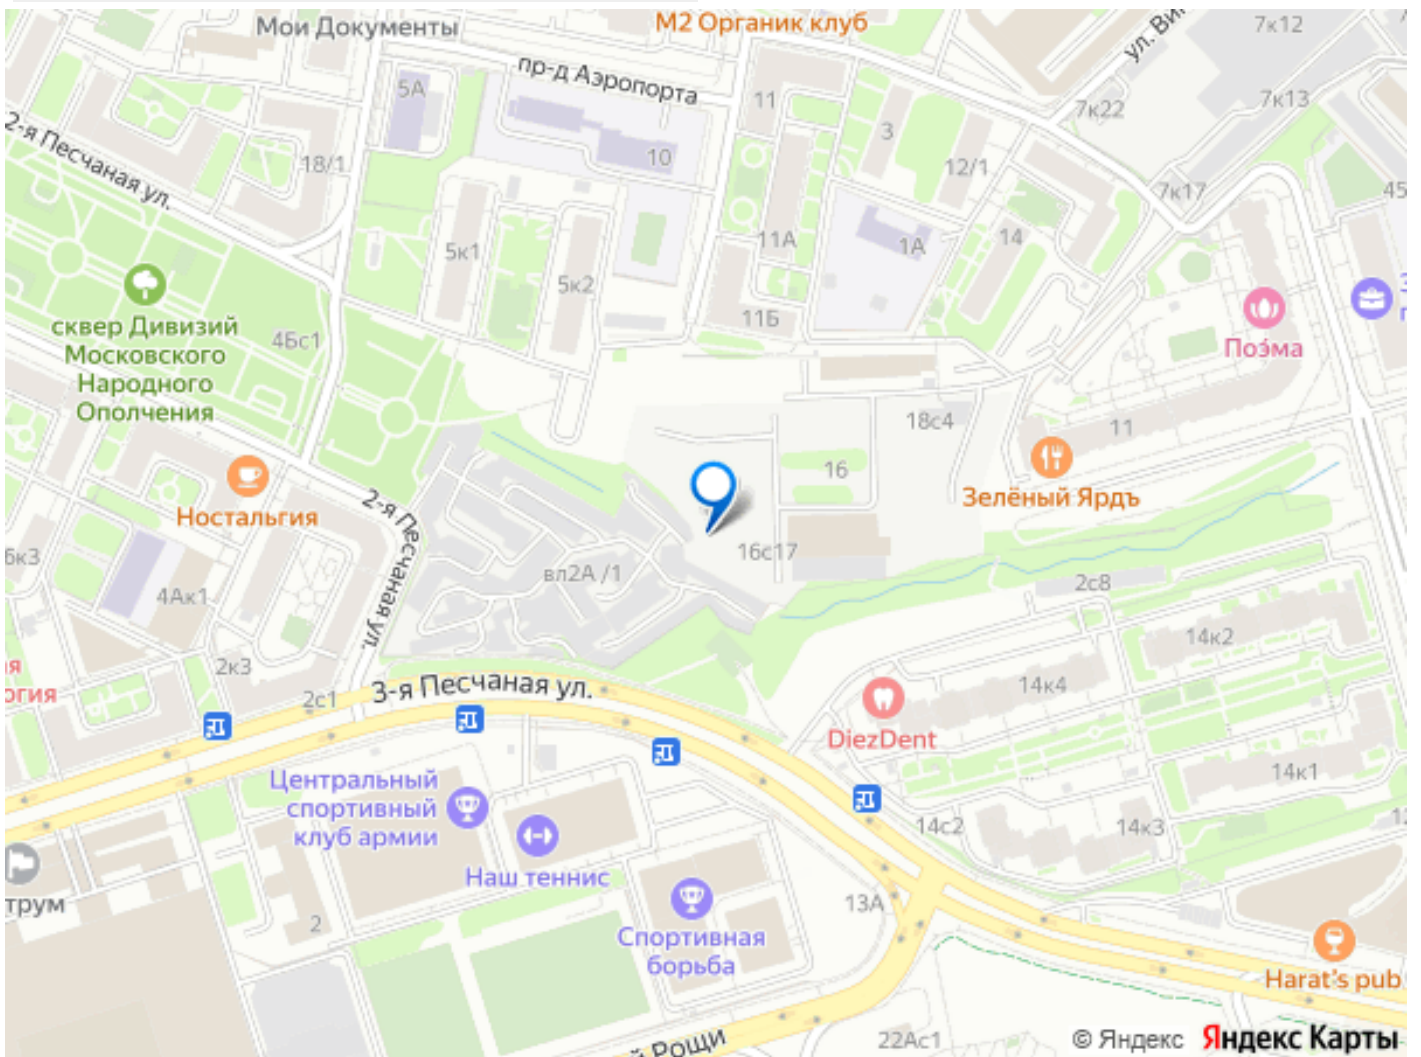 Мои Документы
М2 Органик клуб
7к12
пр-д Аэропорта
5А
11
7к22
7к13
3
2-я Песчаная ул.
18/1
10
12/1
7к17
45
5к1
11А
1А
14
5к2
сквер Дивизий
Московского
Народного
Ополчения
4Бс1
11Б
Поэма
18с4
11
16
Зелёный Ярдъ
Ностальгия
2-я Песчаная ул.
16с17
6к3
вл2А /1
2с8
4Ак1
14к2
2к3
14к4
огия
2с1
3-я Песчаная ул.
DiezDent
14к1
Центральный
спортивный
клуб армии
14с2
14к3
Наш теннис
трум
2
13А
Спортивная
борьба
Harat's pub
22Ас1
й Рощи
© Яндекс Яндекс Карты